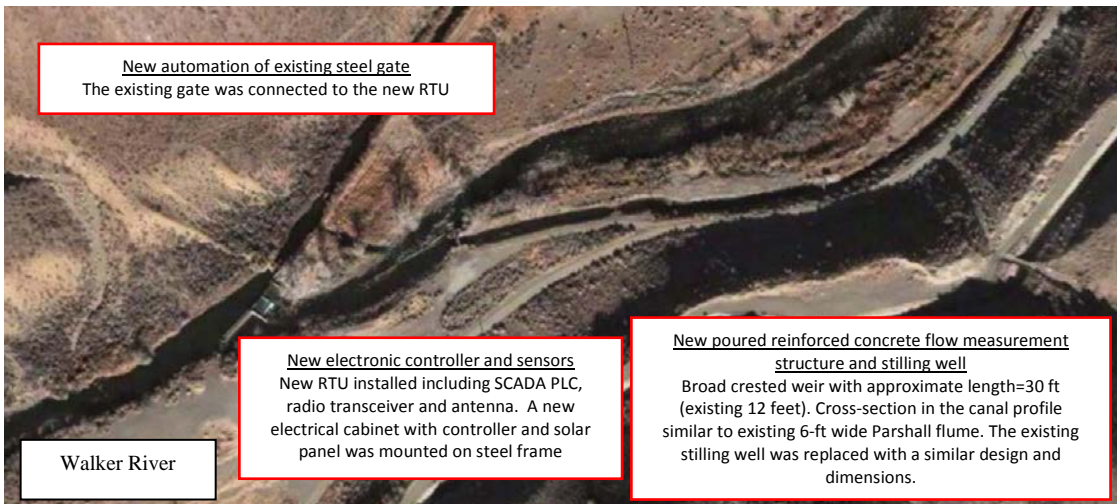 New automation of existing steel gate
The existing gate was connected to the new RTU
New electronic controller and sensors
New RTU installed including SCADA PLC,
radio transceiver and antenna.  A new
electrical cabinet with controller and solar
panel was mounted on steel frame
New poured reinforced concrete flow measurement
structure and stilling well
Broad crested weir with approximate length=30 ft
(existing 12 feet). Cross-section in the canal profile
similar to existing 6-ft wide Parshall flume. The existing
stilling well was replaced with a similar design and
dimensions.
Walker River